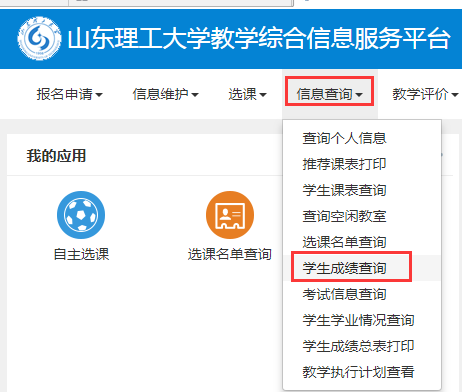 山东理工大学教学综合信息服务平台
报名申请 信息维护 选课 信息查询 教学评价
我的应用
自主选课
选课名单查询
查询个人信息
推荐课表打印
学生课表查询
查询空闲教室
选课名单查询
学生成绩查询
考试信息查询
学生学业情况查询
学生成绩总表打印
教学执行计划查看